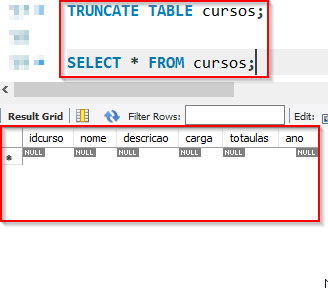 TRUNCATE TABLE cursos;
SELECT * FROM cursos;
Result Grid Filter Rows: Edit:
idcurso nome descricao carga totaulas ano
* NULL NULL NULL NULL NULL NULL